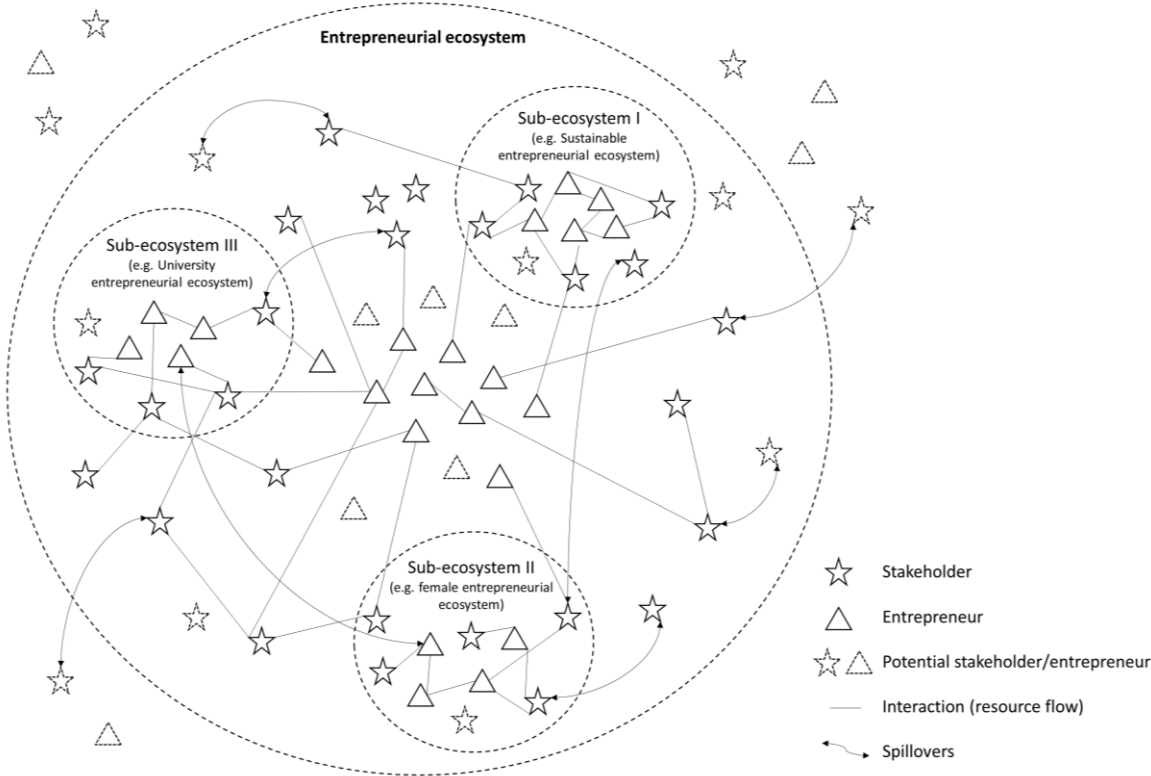 Entrepreneurial ecosystem
Sub-ecosystem I
(e.g. Sustainable
entrepreneurial ecosystem)
Sub-ecosystem III
(e.g. University
entrepreneurial ecosystem)
Sub-ecosystem II
(e.g. female entrepreneurial
ecosystem)
Stakeholder
Entrepreneur
Potential stakeholder/entrepreneur
Interaction (resource flow)
Spillovers